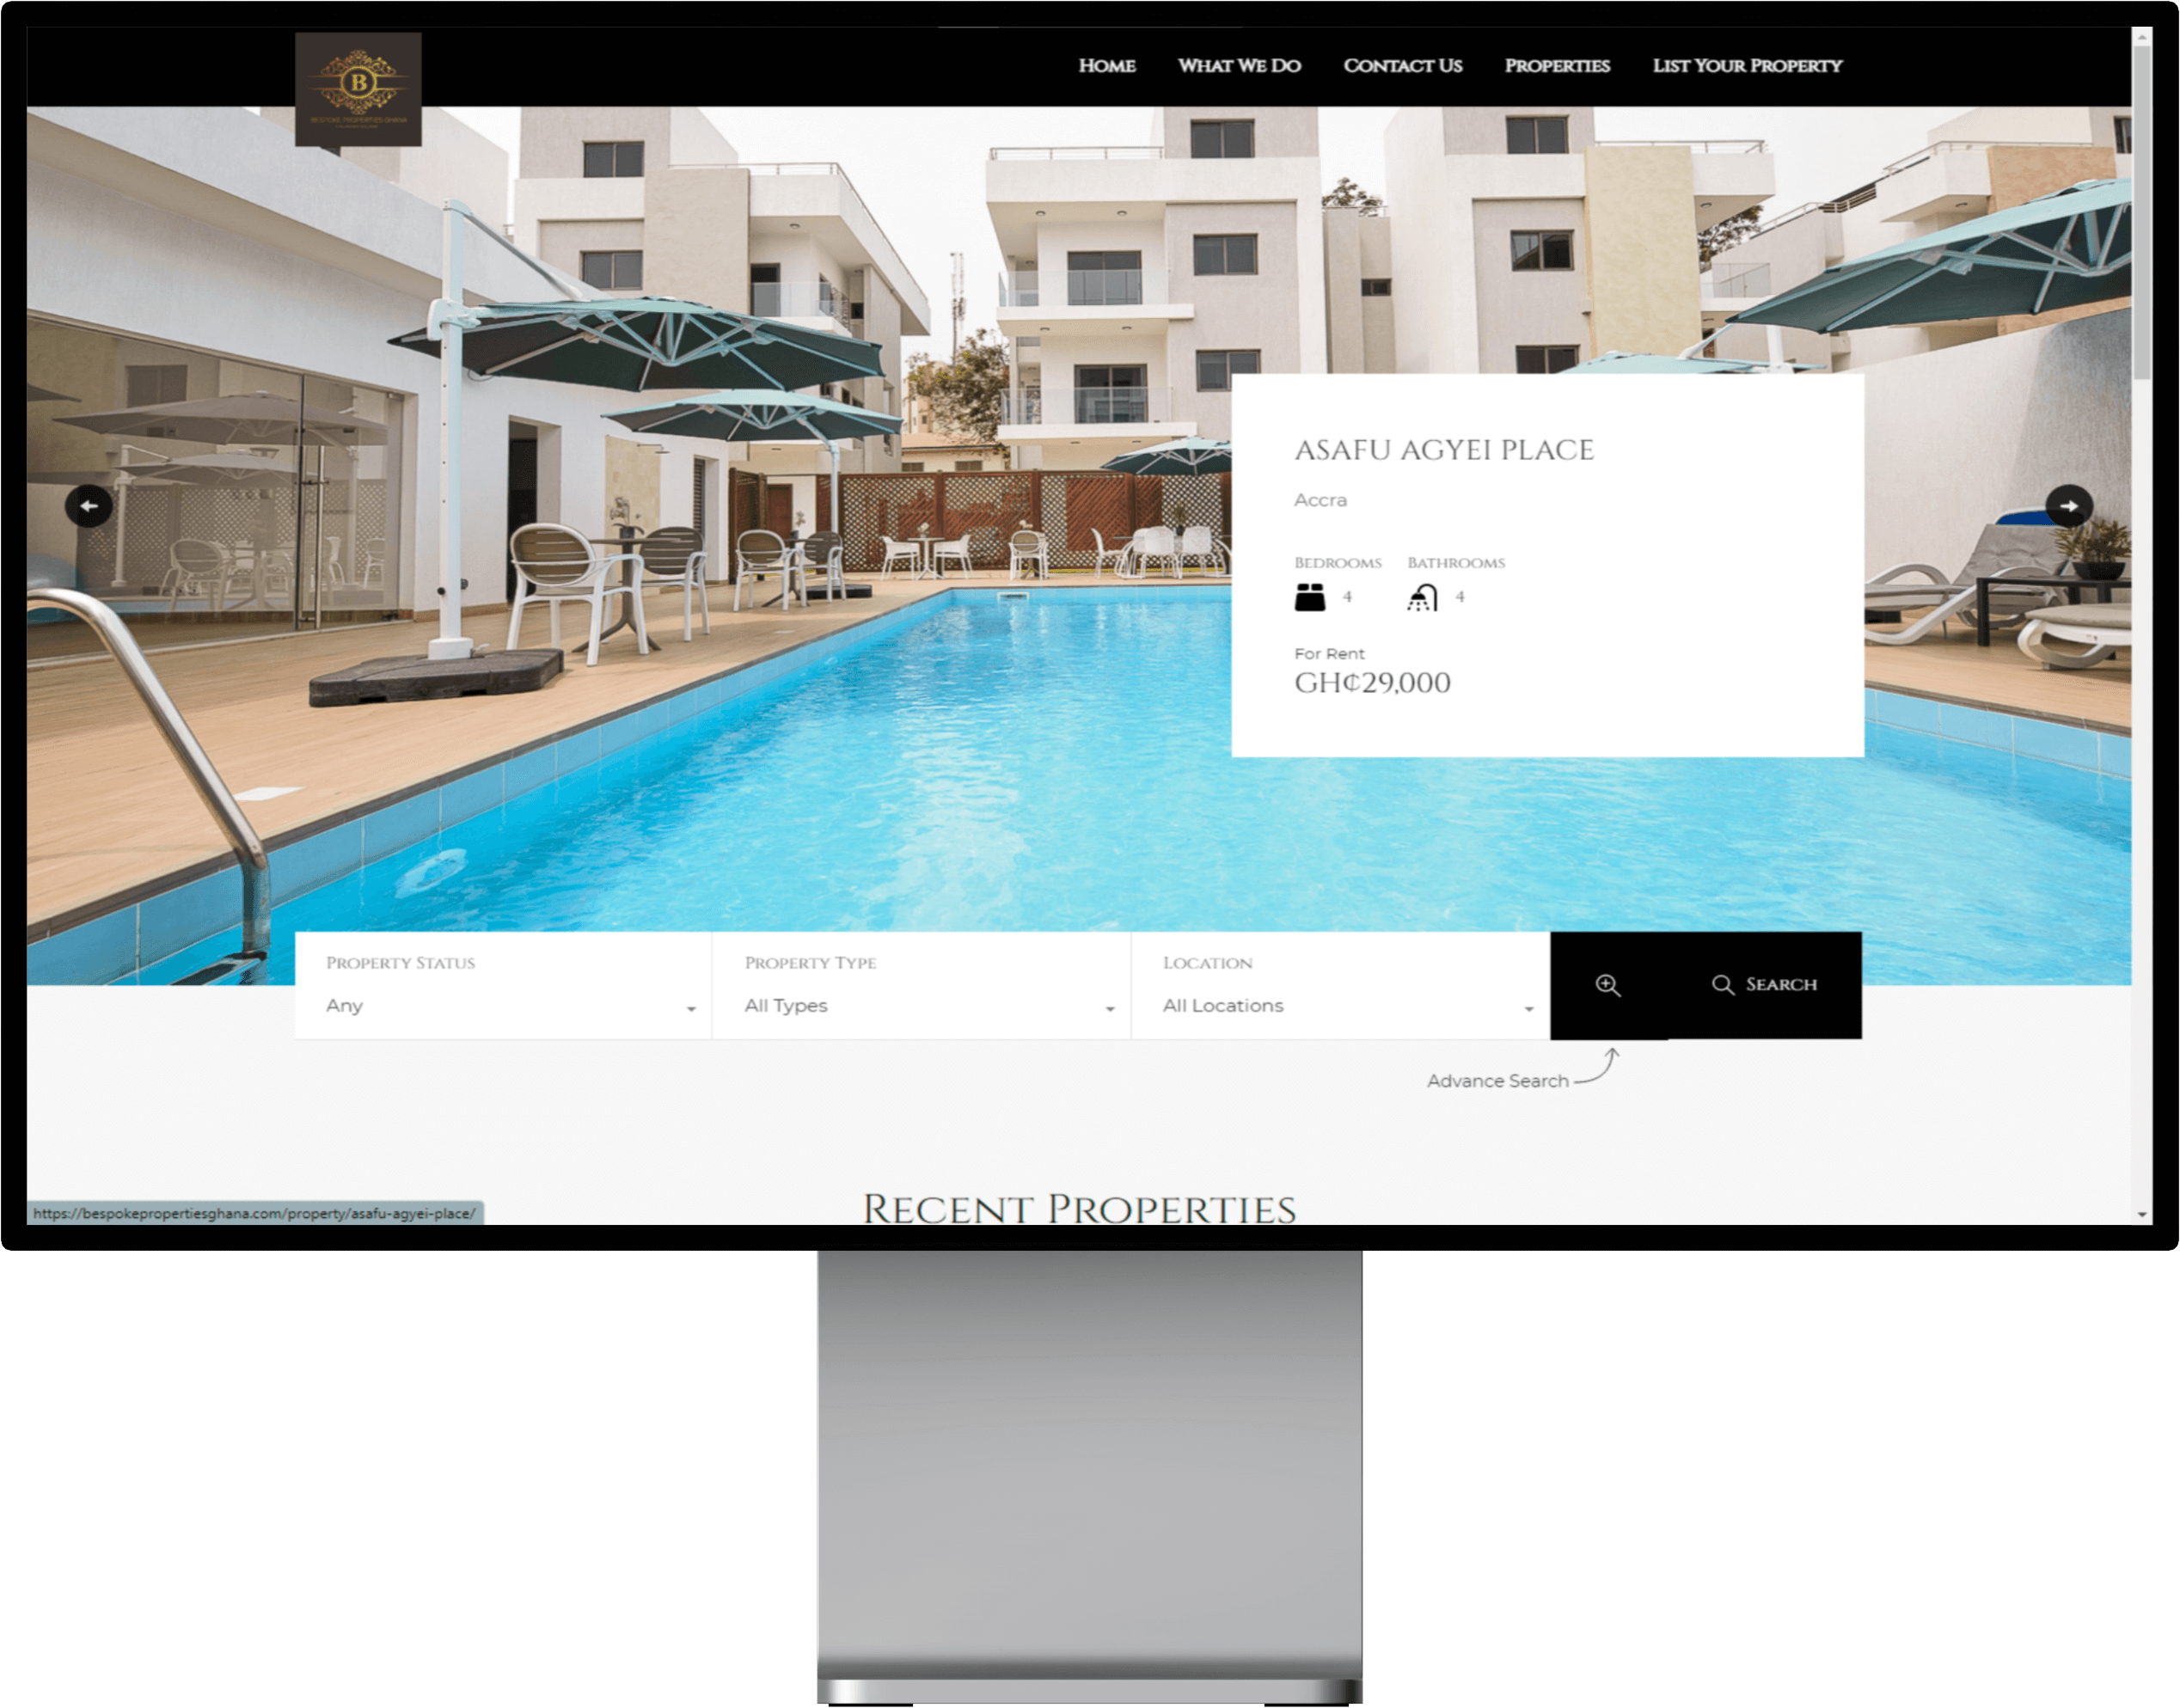 HOME WHAT WE DO CONTACT US PROPERTIES LIST YOUR PROPERTY
B
BESPOKE PROPERTIES GHANA
ASAFU AGYEI PLACE
Accra
BEDROOMS BATHROOMS
4 4
For Rent
GH₵29,000
PROPERTY STATUS PROPERTY TYPE LOCATION
Any All Types All Locations
SEARCH
Advance Search
RECENT PROPERTIES
https://bespokepropertiesghana.com/property/asafu-agyei-place/